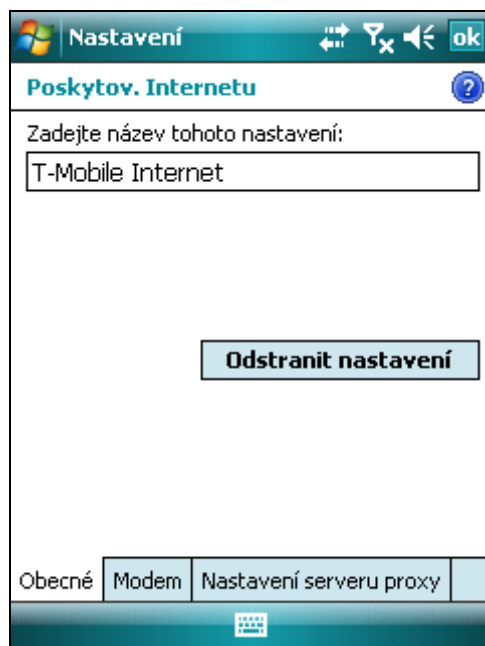 Nastavení
ok
Poskytov. Internetu
?
Zadejte název tohoto nastavení:
T-Mobile Internet
Odstranit nastavení
Obecné Modem Nastavení serveru proxy